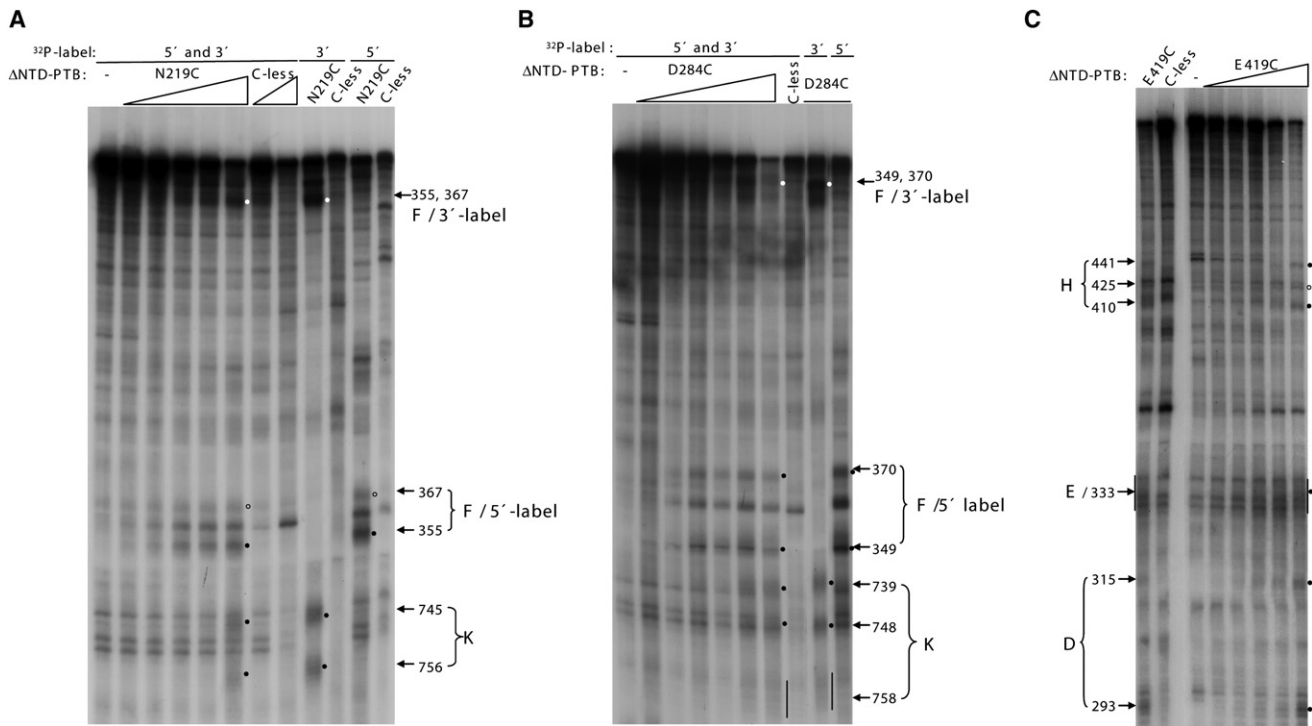 A
³²P-label: 5´ and 3´ 3´ 5´
ΔNTD-PTB: - N219C C-less N219C C-less N219C C-less
355, 367
F / 3´-label
367
F / 5´-label
355
745
K
756
B
³²P-label: 5´ and 3´ 3´ 5´
ΔNTD- PTB: - D284C C-less D284C
349, 370
F / 3´-label
370
F /5´ label
349
739
748
K
758
C
ΔNTD-PTB: E419C C-less - E419C
441
H 425
410
E / 333
315
D
293